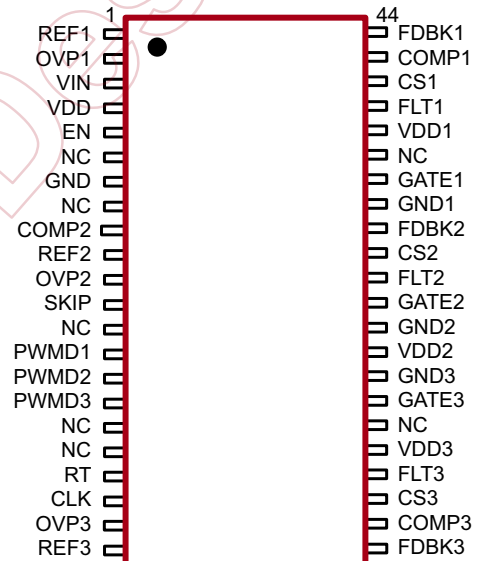 1 44
REF1 FDBK1
OVP1 COMP1
VIN CS1
VDD FLT1
EN VDD1
NC NC
GND GATE1
NC GND1
COMP2 FDBK2
REF2 CS2
OVP2 FLT2
SKIP GATE2
NC GND2
PWMD1 VDD2
PWMD2 GND3
PWMD3 GATE3
NC NC
NC VDD3
RT FLT3
CLK CS3
OVP3 COMP3
REF3 FDBK3